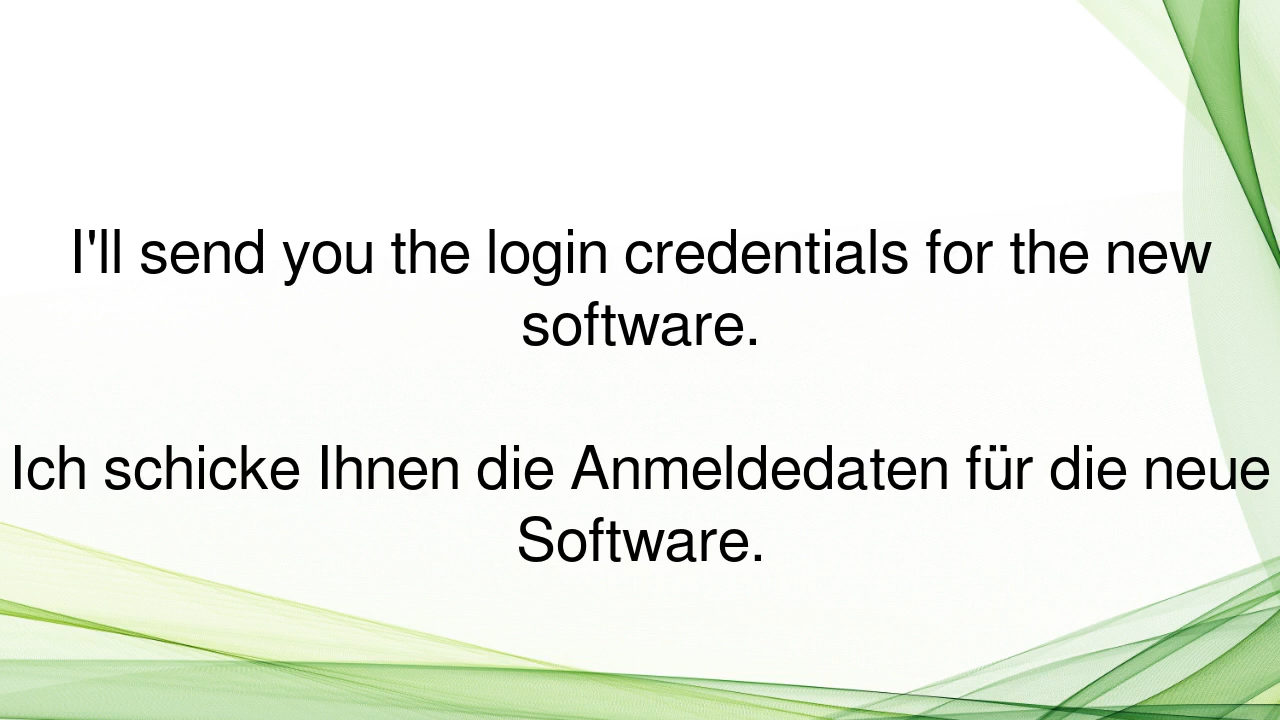 I'll send you the login credentials for the new
software.
Ich schicke Ihnen die Anmeldedaten für die neue
Software.